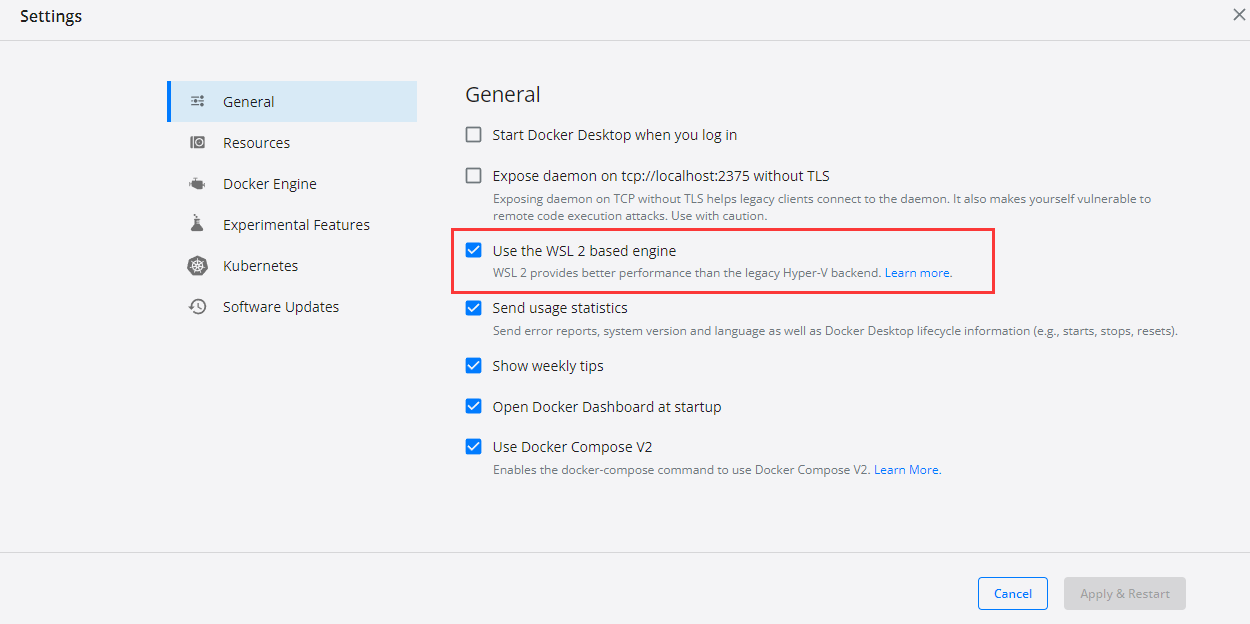 Settings
General
Resources
Docker Engine
Experimental Features
Kubernetes
Software Updates
General
Start Docker Desktop when you log in
Expose daemon on tcp://localhost:2375 without TLS
Exposing daemon on TCP without TLS helps legacy clients connect to the daemon. It also makes yourself vulnerable to
remote code execution attacks. Use with caution.
Use the WSL 2 based engine
WSL 2 provides better performance than the legacy Hyper-V backend. Learn more.
Send usage statistics
Send error reports, system version and language as well as Docker Desktop lifecycle information (e.g., starts, stops, resets).
Show weekly tips
Open Docker Dashboard at startup
Use Docker Compose V2
Enables the docker-compose command to use Docker Compose V2. Learn More.
Cancel
Apply & Restart